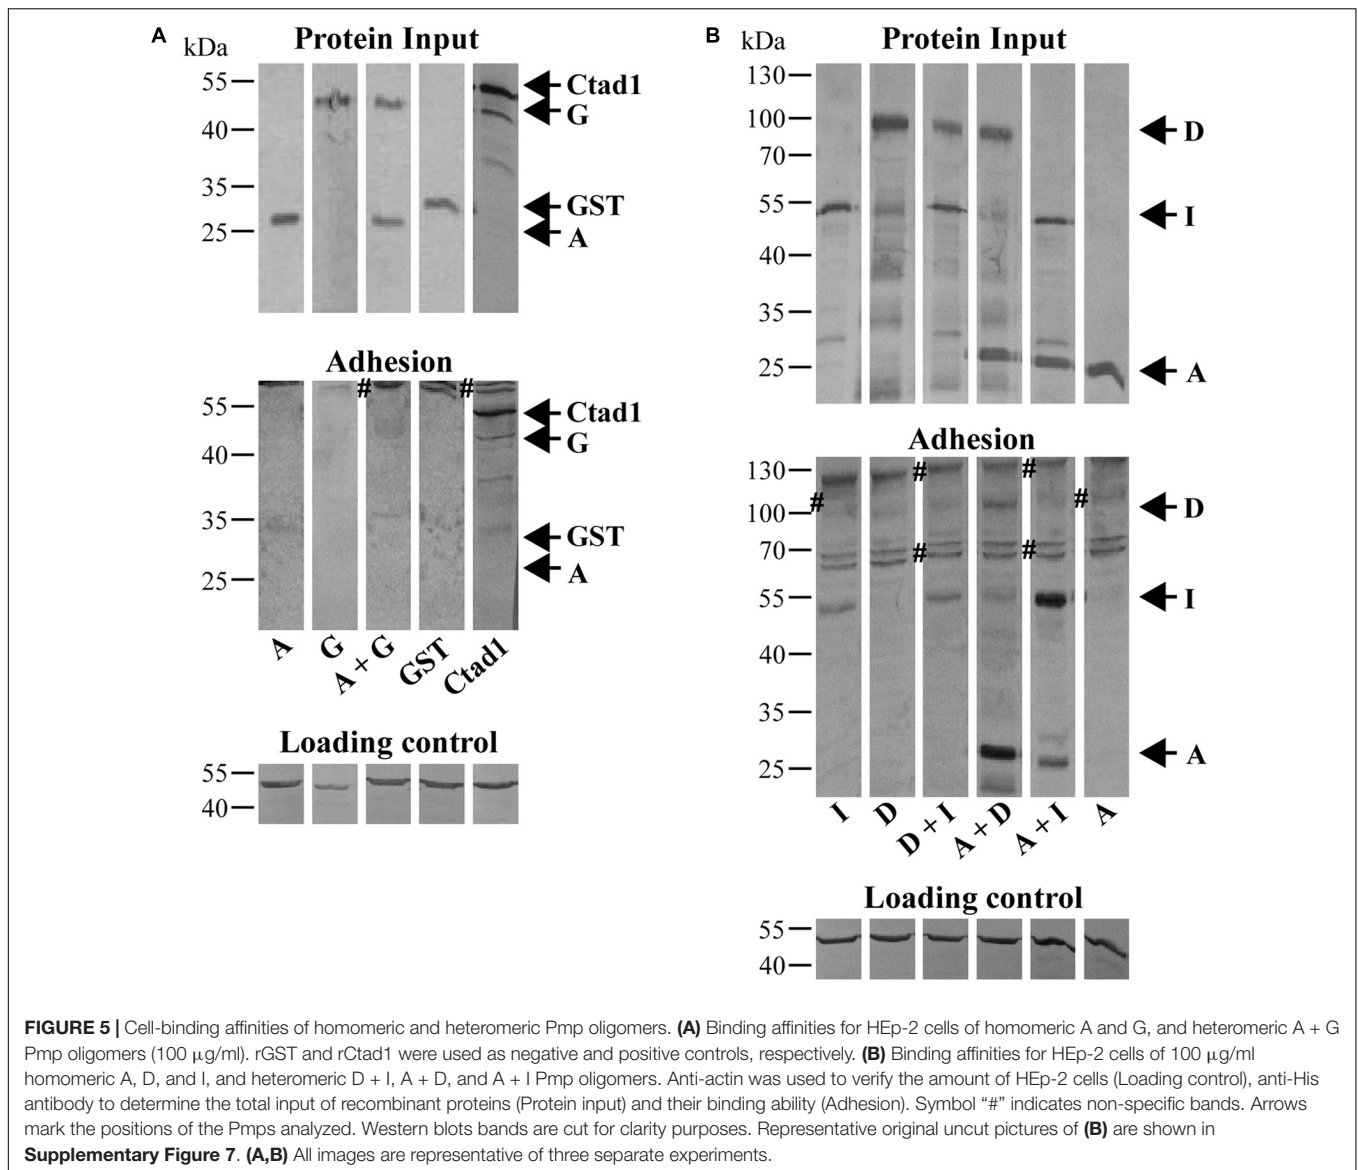 A
kDa
Protein Input
55
40
35
25
Ctad1
G
GST
A
Adhesion
#
#
55
40
35
25
Ctad1
G
GST
A
A
G
A + G
GST
Ctad1
Loading control
55
40
B
kDa
Protein Input
130
100
70
55
40
35
25
D
I
A
Adhesion
130
100
70
55
40
35
25
#
#
#
#
#
#
D
I
A
I
D
D + I
A + D
A + I
A
Loading control
55
40
FIGURE 5 | Cell-binding affinities of homomeric and heteromeric Pmp oligomers. (A) Binding affinities for HEp-2 cells of homomeric A and G, and heteromeric A + G
Pmp oligomers (100 μg/ml). rGST and rCtad1 were used as negative and positive controls, respectively. (B) Binding affinities for HEp-2 cells of 100 μg/ml
homomeric A, D, and I, and heteromeric D + I, A + D, and A + I Pmp oligomers. Anti-actin was used to verify the amount of HEp-2 cells (Loading control), anti-His
antibody to determine the total input of recombinant proteins (Protein input) and their binding ability (Adhesion). Symbol “#” indicates non-specific bands. Arrows
mark the positions of the Pmps analyzed. Western blots bands are cut for clarity purposes. Representative original uncut pictures of (B) are shown in
Supplementary Figure 7. (A,B) All images are representative of three separate experiments.